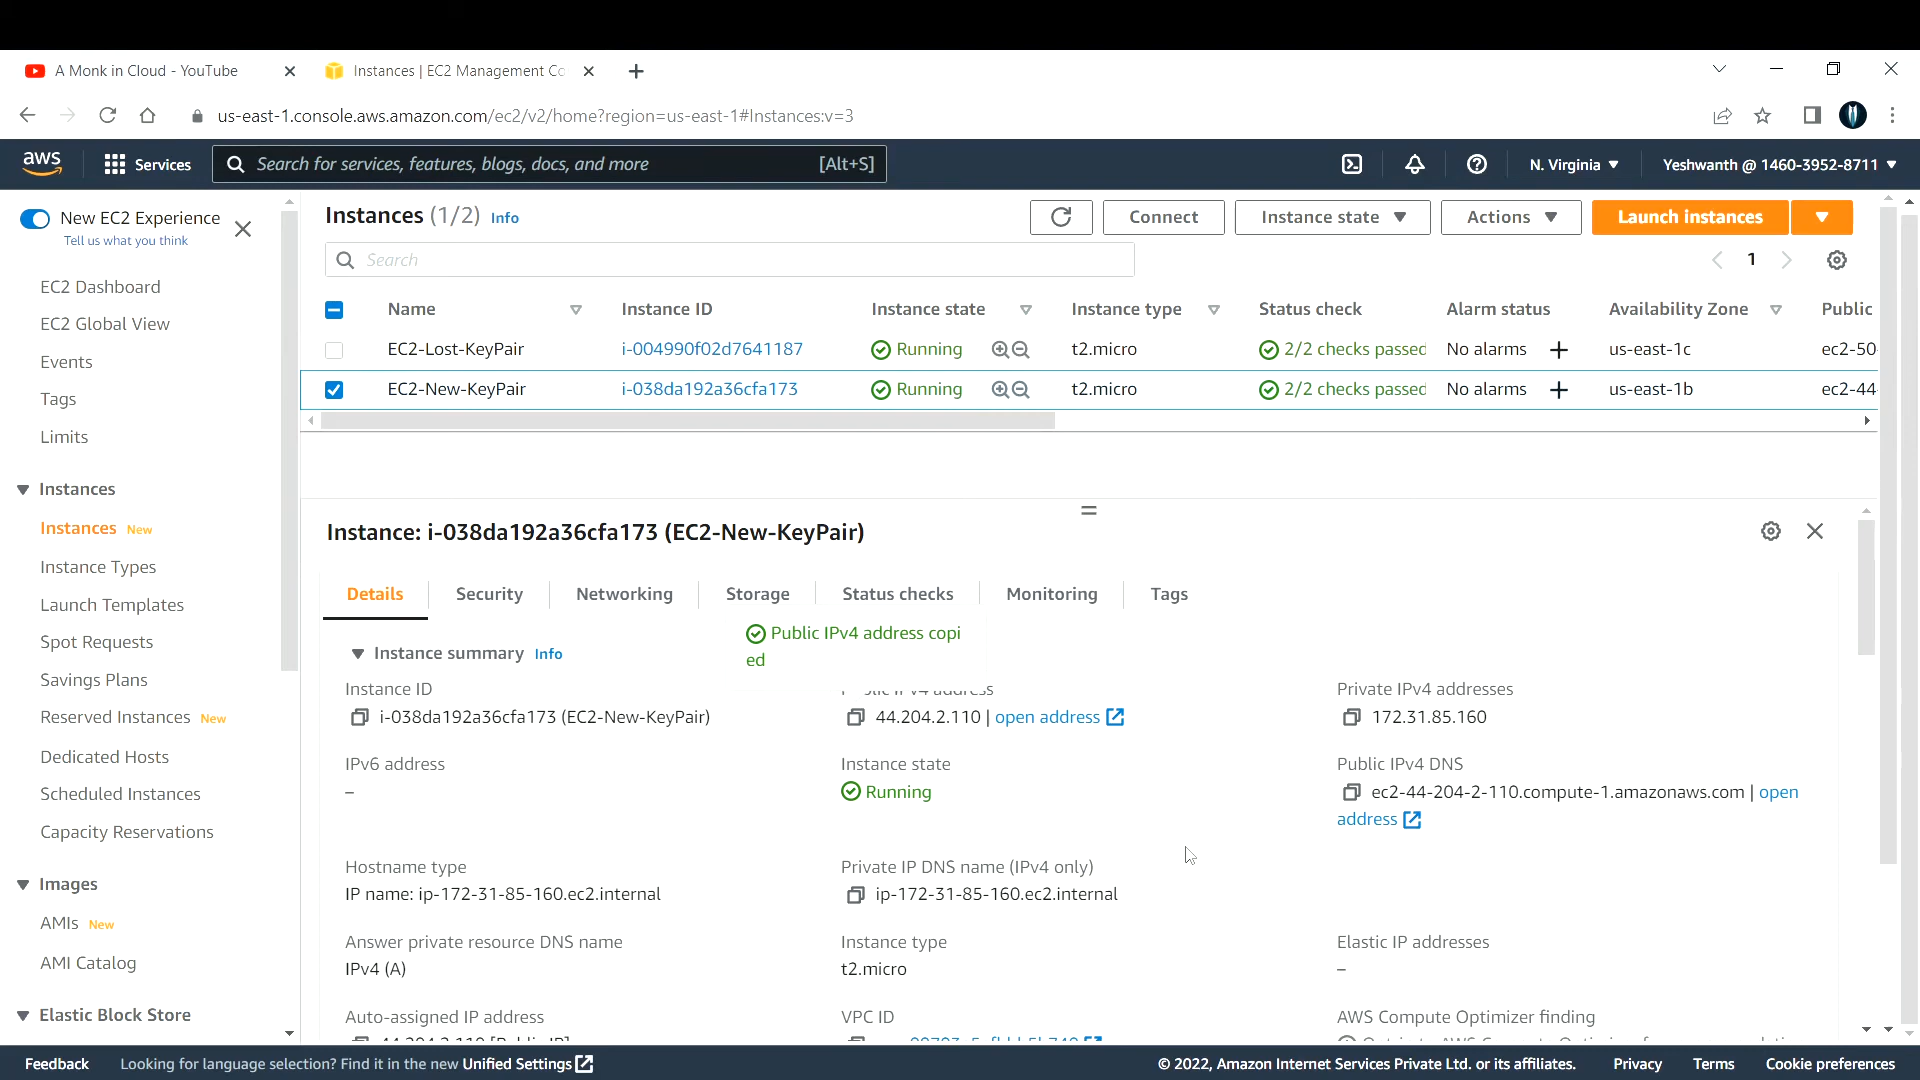 A Monk in Cloud - YouTube
Instances | EC2 Management Co
us-east-1.console.aws.amazon.com/ec2/v2/home?region=us-east-1#Instances:v=3
aws
Services
Search for services, features, blogs, docs, and more [Alt+S]
N. Virginia
Yeshwanth @ 1460-3952-8711
New EC2 Experience
Tell us what you think
EC2 Dashboard
EC2 Global View
Events
Tags
Limits
Instances
Instances New
Instance Types
Launch Templates
Spot Requests
Savings Plans
Reserved Instances New
Dedicated Hosts
Scheduled Instances
Capacity Reservations
Images
AMIs New
AMI Catalog
Elastic Block Store
Instances (1/2) Info
Connect
Instance state
Actions
Launch instances
Search
1
Name Instance ID Instance state Instance type Status check Alarm status Availability Zone Public
EC2-Lost-KeyPair i-004990f02d7641187 Running t2.micro 2/2 checks passed No alarms + us-east-1c ec2-50
EC2-New-KeyPair i-038da192a36cfa173 Running t2.micro 2/2 checks passed No alarms + us-east-1b ec2-44
Instance: i-038da192a36cfa173 (EC2-New-KeyPair)
Details Security Networking Storage Status checks Monitoring Tags
Public IPv4 address copi
ed
Instance summary Info
Instance ID
i-038da192a36cfa173 (EC2-New-KeyPair)
44.204.2.110 | open address
Private IPv4 addresses
172.31.85.160
IPv6 address
–
Instance state
Running
Public IPv4 DNS
ec2-44-204-2-110.compute-1.amazonaws.com | open
address
Hostname type
IP name: ip-172-31-85-160.ec2.internal
Private IP DNS name (IPv4 only)
ip-172-31-85-160.ec2.internal
Answer private resource DNS name
IPv4 (A)
Instance type
t2.micro
Elastic IP addresses
–
Auto-assigned IP address
VPC ID
AWS Compute Optimizer finding
Feedback
Looking for language selection? Find it in the new Unified Settings
© 2022, Amazon Internet Services Private Ltd. or its affiliates.
Privacy
Terms
Cookie preferences